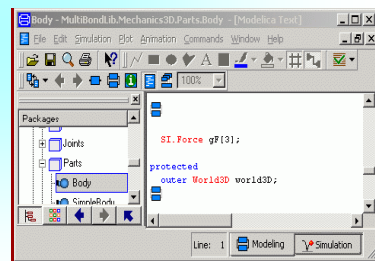 Body - MultiBondLib.Mechanics3D.Parts.Body - [Modelica Text]
File Edit Simulation Plot Animation Commands Window Help
100%
Packages
Joints
Parts
Body
SimpleBody
SI.Force gF[3];
protected
outer World3D world3D;
Line: 1 Modeling Simulation